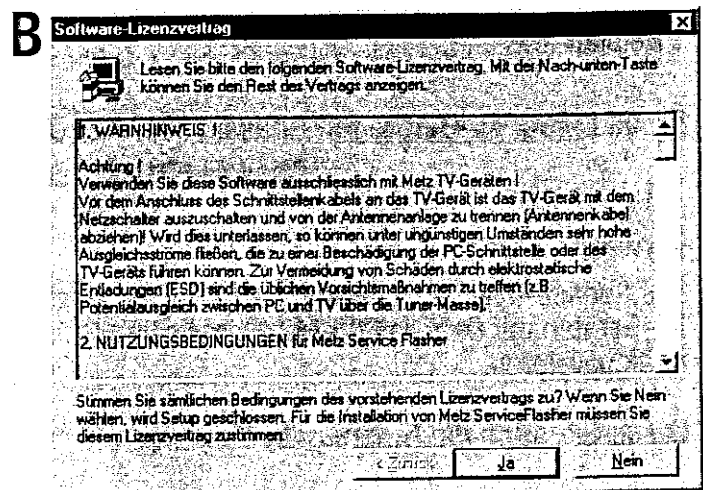 B
Software-Lizenzvertrag
Lesen Sie bitte den folgenden Software-Lizenzvertrag. Mit der Nach-unten-Taste
können Sie den Rest des Vertrags anzeigen.
1. WARNHINWEIS !
Achtung !
Verwenden Sie diese Software ausschliesslich mit Metz TV-Geräten !
Vor dem Anschluss des Schnittstellenkabels an das TV-Gerät ist das TV-Gerät mit dem
Netzschalter auszuschalten und von der Antennenanlage zu trennen (Antennenkabel
abziehen)! Wird dies unterlassen, so können unter ungünstigen Umständen sehr hohe
Ausgleichsströme fließen, die zu einer Beschädigung der PC-Schnittstelle oder des
TV-Geräts führen können. Zur Vermeidung von Schäden durch elektrostatische
Entladungen (ESD) sind die üblichen Vorsichtsmaßnahmen zu treffen (z.B.
Potentialausgleich zwischen PC und TV über die Tuner-Masse).
2. NUTZUNGSBEDINGUNGEN für Metz Service Flasher
Stimmen Sie sämtlichen Bedingungen des vorstehenden Lizenzvertrags zu? Wenn Sie Nein
wählen, wird Setup geschlossen. Für die Installation von Metz ServiceFlasher müssen Sie
diesem Lizenzvertrag zustimmen.
< Zurück
Ja
Nein